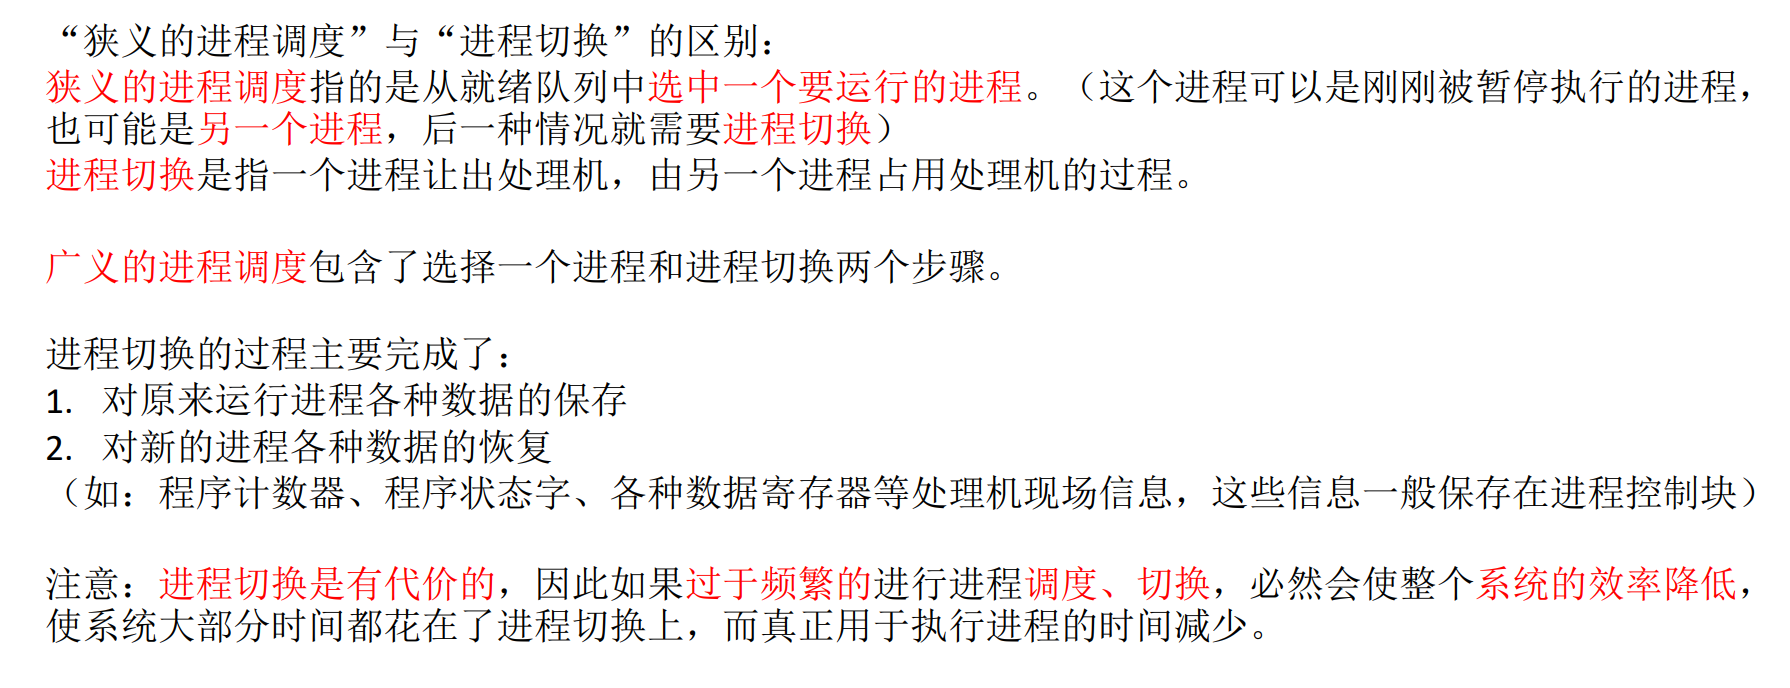 “狭义的进程调度”与“进程切换”的区别：
狭义的进程调度指的是从就绪队列中选中一个要运行的进程。（这个进程可以是刚刚被暂停执行的进程，
也可能是另一个进程，后一种情况就需要进程切换）
进程切换是指一个进程让出处理机，由另一个进程占用处理机的过程。
广义的进程调度包含了选择一个进程和进程切换两个步骤。
进程切换的过程主要完成了：
1. 对原来运行进程各种数据的保存
2. 对新的进程各种数据的恢复
（如：程序计数器、程序状态字、各种数据寄存器等处理机现场信息，这些信息一般保存在进程控制块）
注意：进程切换是有代价的，因此如果过于频繁的进行进程调度、切换，必然会使整个系统的效率降低，
使系统大部分时间都花在了进程切换上，而真正用于执行进程的时间减少。